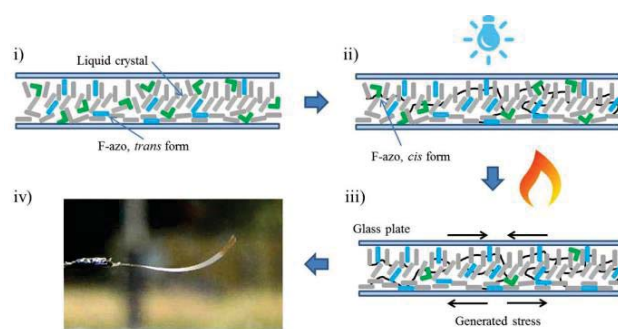 i)
Liquid crystal
F-azo, trans form
ii)
F-azo, cis form
iii)
Glass plate
Generated stress
iv)